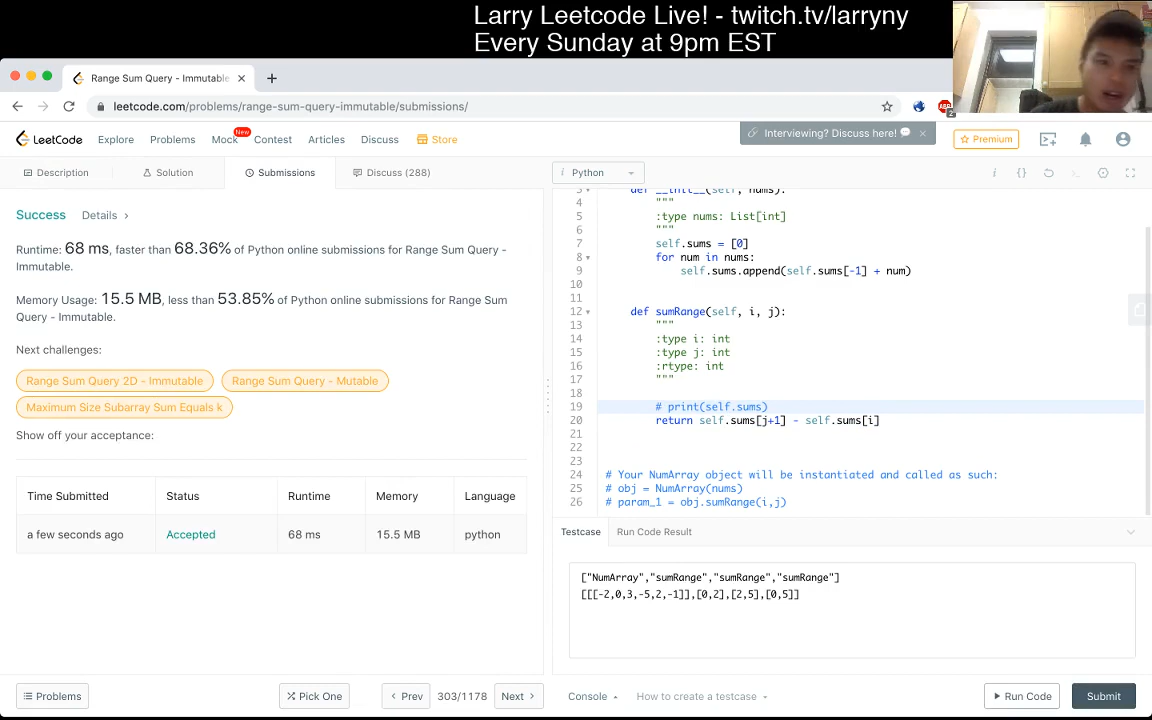 Larry Leetcode Live! - twitch.tv/larryny
Every Sunday at 9pm EST
Range Sum Query - Immutable
leetcode.com/problems/range-sum-query-immutable/submissions/
LeetCode Explore Problems Mock New Contest Articles Discuss Store
Interviewing? Discuss here!
Premium
Description Solution Submissions Discuss (288)
i Python
Success Details
Runtime: 68 ms, faster than 68.36% of Python online submissions for Range Sum Query -
Immutable.
Memory Usage: 15.5 MB, less than 53.85% of Python online submissions for Range Sum
Query - Immutable.
Next challenges:
Range Sum Query 2D - Immutable Range Sum Query - Mutable
Maximum Size Subarray Sum Equals k
Show off your acceptance:
Time Submitted Status Runtime Memory Language
a few seconds ago Accepted 68 ms 15.5 MB python
3 def __init__(self, nums):
4 """
5 :type nums: List[int]
6 """
7 self.sums = [0]
8 for num in nums:
9 self.sums.append(self.sums[-1] + num)
10
11
12 def sumRange(self, i, j):
13 """
14 :type i: int
15 :type j: int
16 :rtype: int
17 """
18
19 # print(self.sums)
20 return self.sums[j+1] - self.sums[i]
21
22
23
24 # Your NumArray object will be instantiated and called as such:
25 # obj = NumArray(nums)
26 # param_1 = obj.sumRange(i,j)
Testcase Run Code Result
["NumArray","sumRange","sumRange","sumRange"]
[[[-2,0,3,-5,2,-1]],[0,2],[2,5],[0,5]]
Problems Pick One Prev 303/1178 Next
Console How to create a testcase Run Code Submit